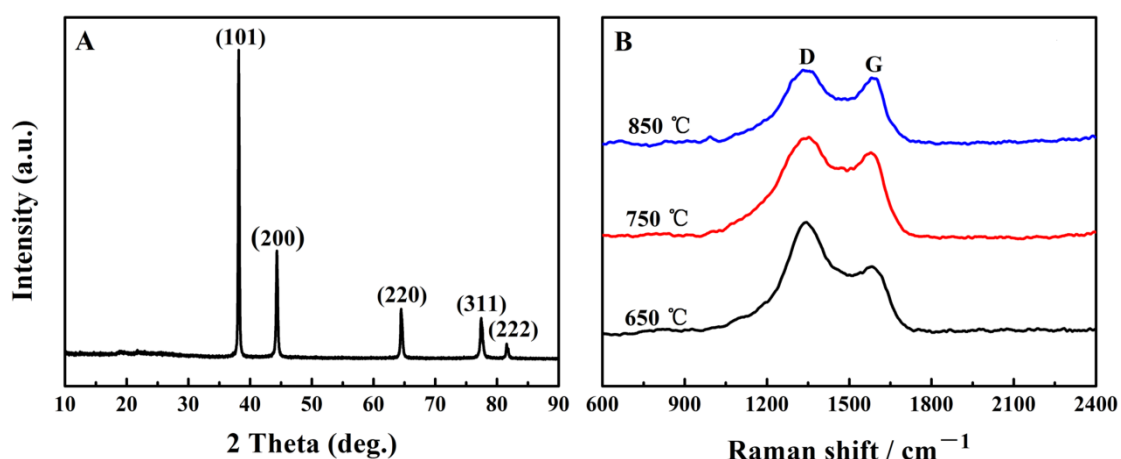 A
(101)
(200)
(220)
(311)
(222)
Intensity (a.u.)
10 20 30 40 50 60 70 80 90
2 Theta (deg.)
B
D G
850 ℃
750 ℃
650 ℃
600 900 1200 1500 1800 2100 2400
Raman shift / cm⁻¹